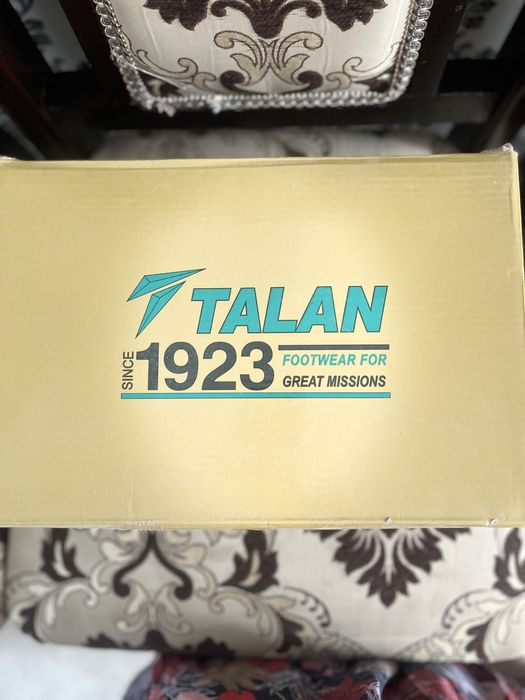 TALAN
SINCE 1923
FOOTWEAR FOR
GREAT MISSIONS